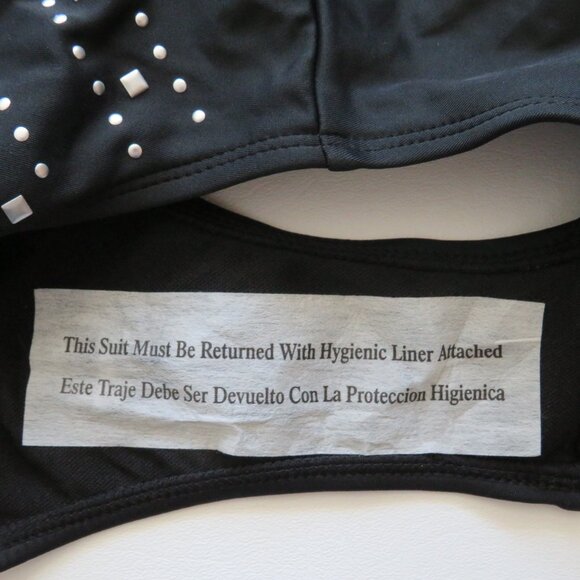 This Suit Must Be Returned With Hygienic Liner Attached
Este Traje Debe Ser Devuelto Con La Proteccion Higienica